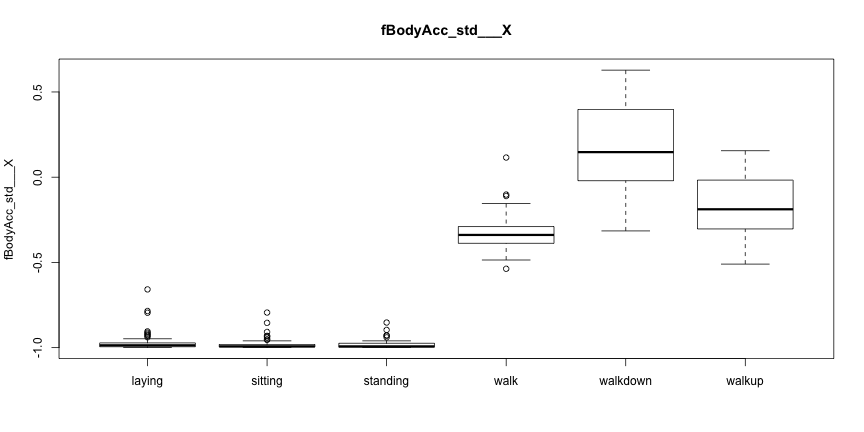 fBodyAcc_std___X
fBodyAcc_std___X
0.5
0.0
-0.5
-1.0
laying sitting standing walk walkdown walkup